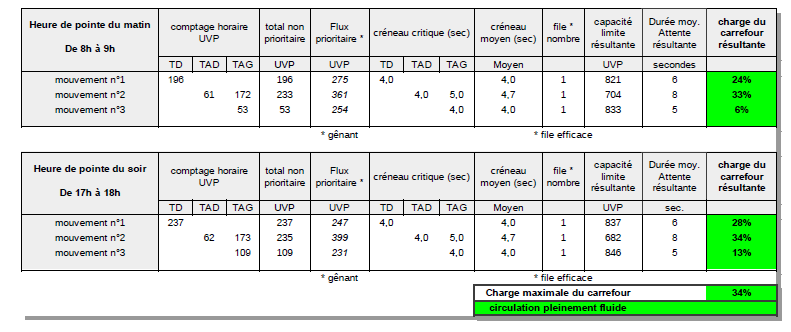 Heure de pointe du matin De 8h à 9h | comptage horaire UVP | total non prioritaire | Flux prioritaire * | créneau critique (sec) | créneau moyen (sec) | file * nombre | capacité limite résultante | Durée moy. Attente résultante | charge du carrefour résultante
TD TAD TAG UVP UVP TD TAD TAG Moyen UVP secondes
mouvement n°1 196 196 275 4,0 4,0 1 821 6 24%
mouvement n°2 61 172 233 361 4,0 5,0 4,7 1 704 8 33%
mouvement n°3 53 53 254 4,0 4,0 1 833 5 6%
* gênant * file efficace
Heure de pointe du soir De 17h à 18h | comptage horaire UVP | total non prioritaire | Flux prioritaire * | créneau critique (sec) | créneau moyen (sec) | file * nombre | capacité limite résultante | Durée moy. Attente résultante | charge du carrefour résultante
TD TAD TAG UVP UVP TD TAD TAG Moyen UVP sec.
mouvement n°1 237 237 247 4,0 4,0 1 837 6 28%
mouvement n°2 62 173 235 399 4,0 5,0 4,7 1 682 8 34%
mouvement n°3 109 109 231 4,0 4,0 1 846 5 13%
* gênant * file efficace
Charge maximale du carrefour 34%
circulation pleinement fluide